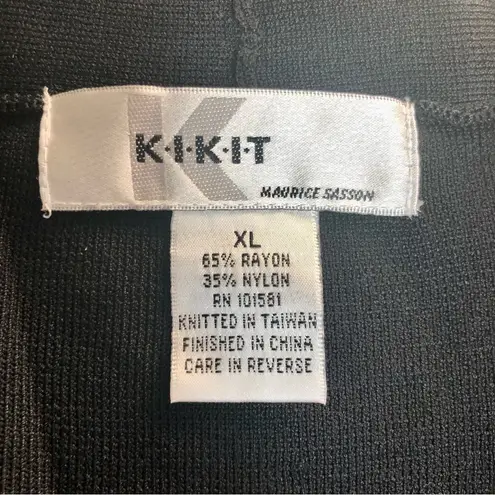 K·I·K·I·T
MAURICE SASSON
XL
65% RAYON
35% NYLON
RN 101581
KNITTED IN TAIWAN
FINISHED IN CHINA
CARE IN REVERSE